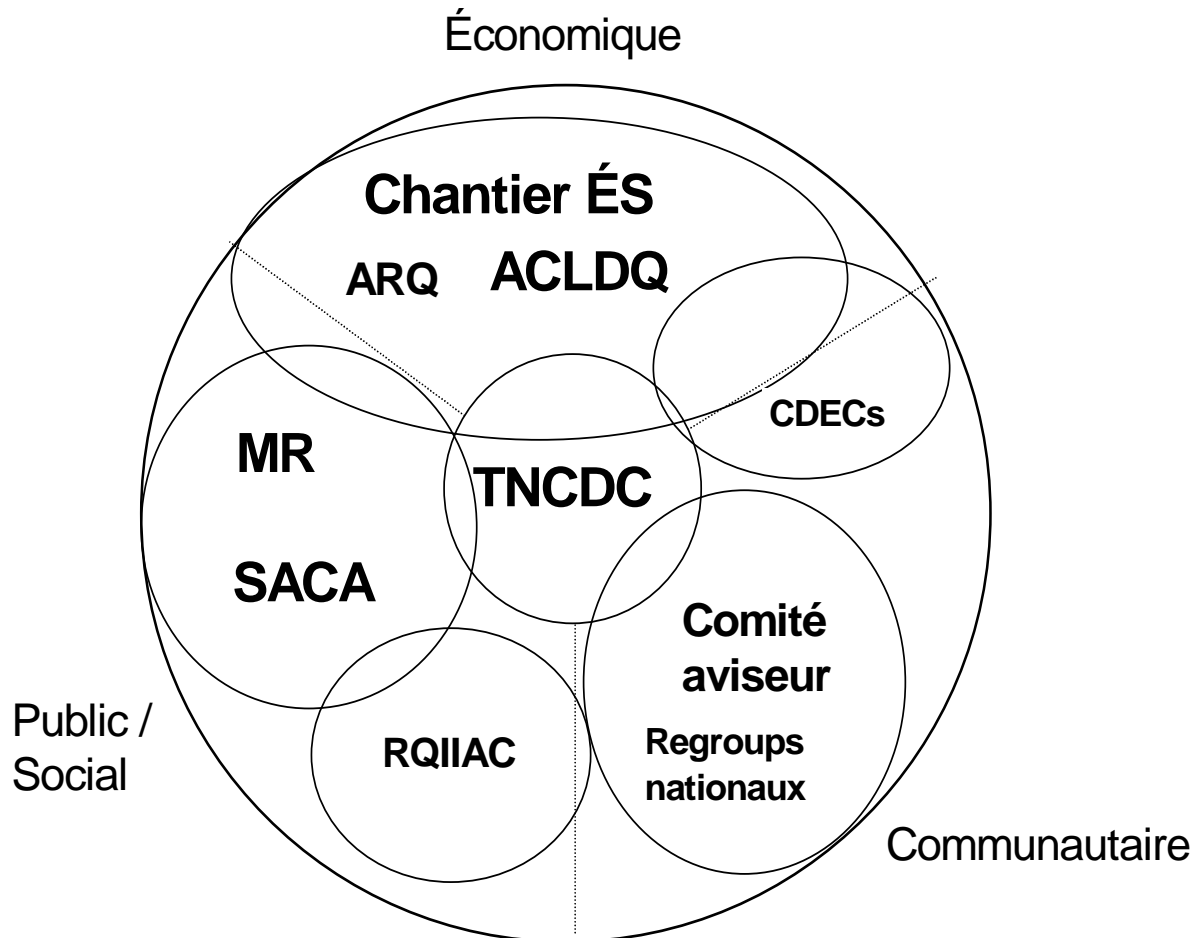 Économique
Chantier ÉS
ARQ ACLDQ
CDECs
MR
TNCDC
SACA
Comité
aviseur
Public /
Social
RQIIAC
Regroups
nationaux
Communautaire